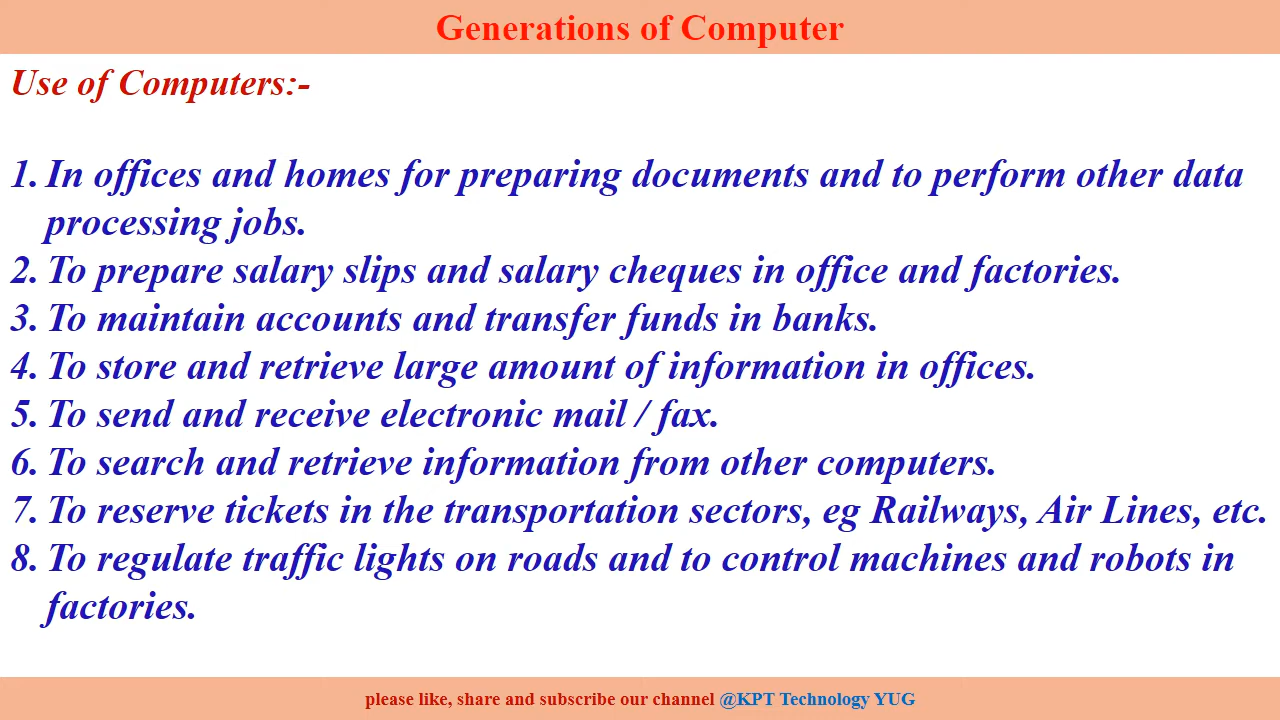 Generations of Computer
Use of Computers:-
1. In offices and homes for preparing documents and to perform other data
processing jobs.
2. To prepare salary slips and salary cheques in office and factories.
3. To maintain accounts and transfer funds in banks.
4. To store and retrieve large amount of information in offices.
5. To send and receive electronic mail / fax.
6. To search and retrieve information from other computers.
7. To reserve tickets in the transportation sectors, eg Railways, Air Lines, etc.
8. To regulate traffic lights on roads and to control machines and robots in
factories.
please like, share and subscribe our channel @KPT Technology YUG